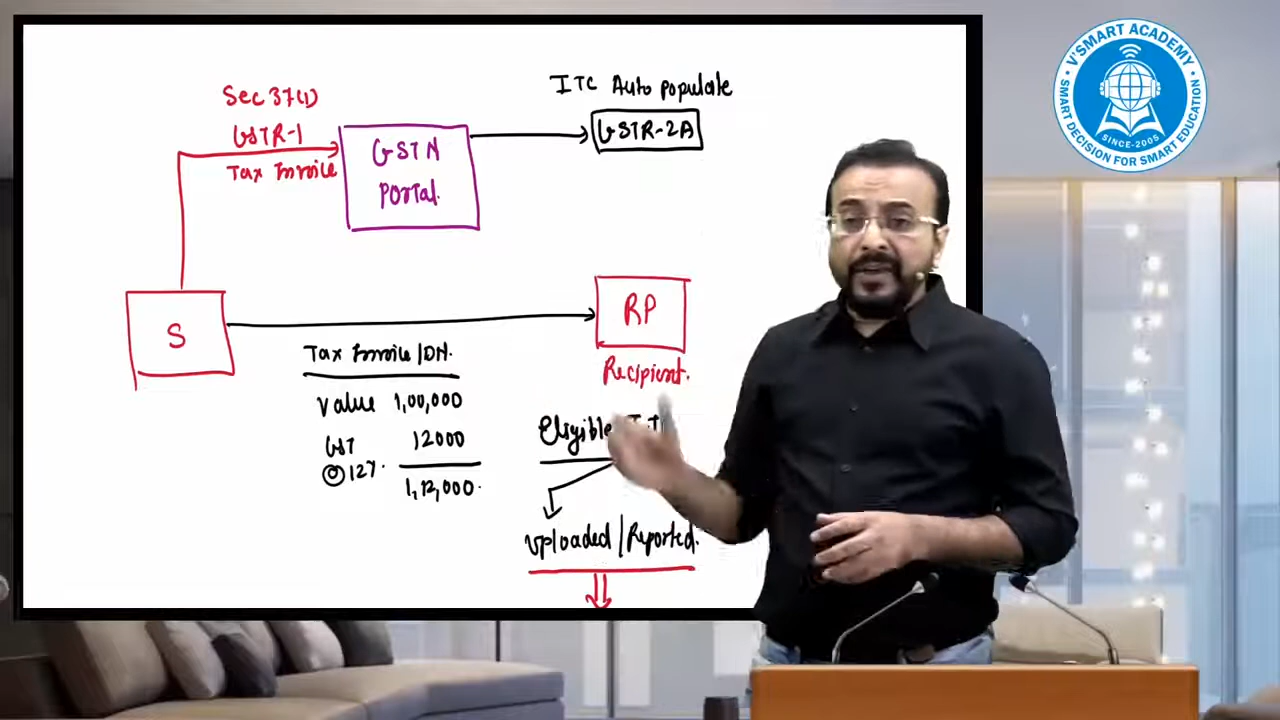 Sec 37(1)
GSTR-1
Tax Invoice
GSTN
Portal.
ITC Auto populate
GSTR-2A
S
RP
Recipient.
Tax Invoice/DN.
Value 1,00,000
GST 12000
@12%.
1,12,000.
Eligible
Uploaded/Reported.
V'SMART ACADEMY
SINCE-2005
SMART DECISION FOR SMART EDUCATION